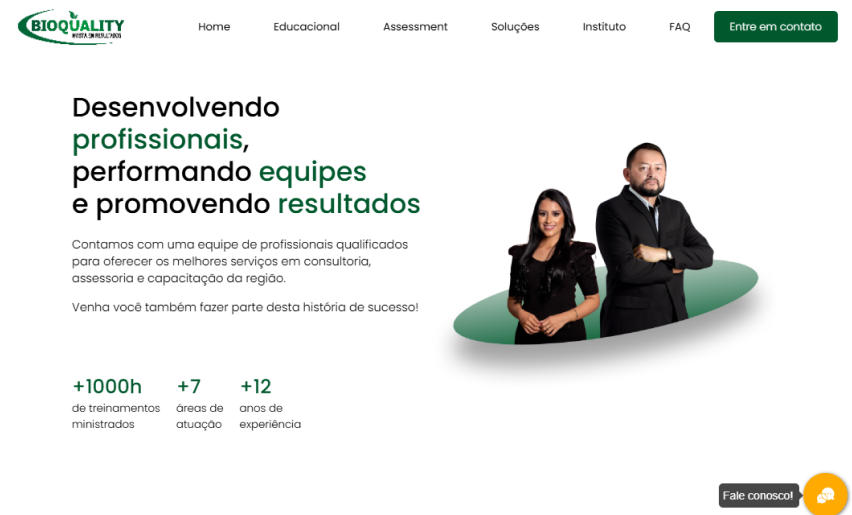 BIOQUALITY
INVISTA EM RESULTADOS
Home
Educacional
Assessment
Soluções
Instituto
FAQ
Entre em contato
Desenvolvendo
profissionais,
performando equipes
e promovendo resultados
Contamos com uma equipe de profissionais qualificados
para oferecer os melhores serviços em consultoria,
assessoria e capacitação da região.
Venha você também fazer parte desta história de sucesso!
+1000h
de treinamentos
ministrados
+7
áreas de
atuação
+12
anos de
experiência
Fale conosco!